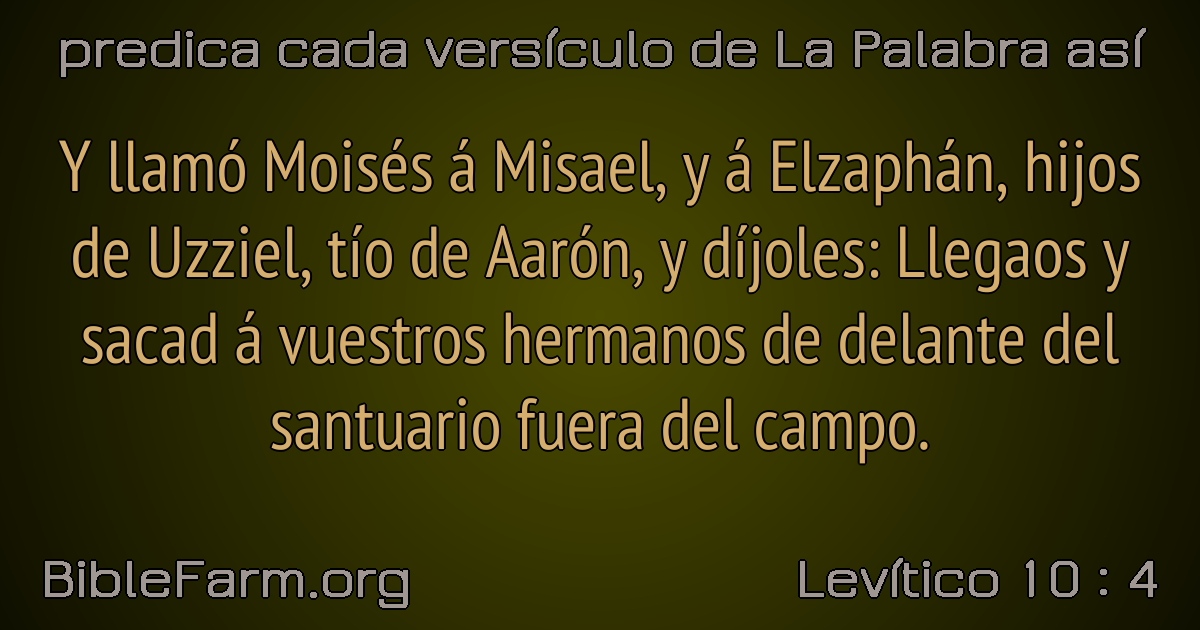 predica cada versículo de La Palabra así
Y llamó Moisés á Misael, y á Elzaphán, hijos
de Uzziel, tío de Aarón, y díjoles: Llegaos y
sacad á vuestros hermanos de delante del
santuario fuera del campo.
BibleFarm.org
Levítico 10 : 4